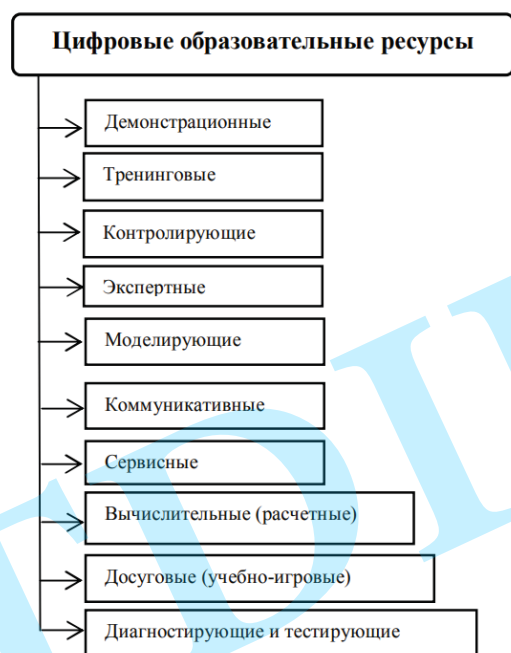 Цифровые образовательные ресурсы
Демонстрационные
Тренинговые
Контролирующие
Экспертные
Моделирующие
Коммуникативные
Сервисные
Вычислительные (расчетные)
Досуговые (учебно-игровые)
Диагностирующие и тестирующие